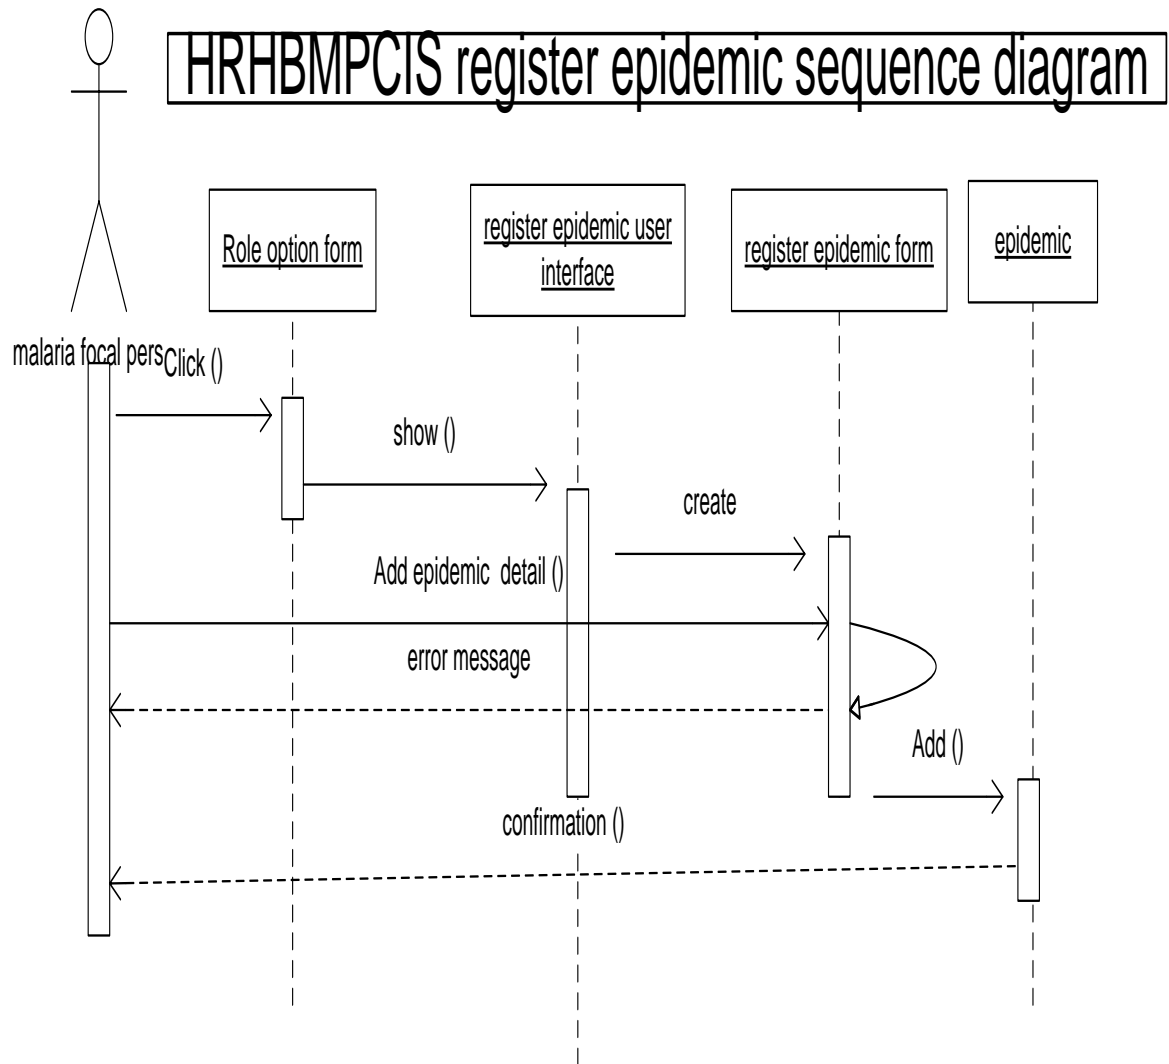 HRHBMPCIS register epidemic sequence diagram
Role option form
register epidemic user
interface
register epidemic form
epidemic
malaria focal pers
Click ()
show ()
create
Add epidemic detail ()
error message
Add ()
confirmation ()